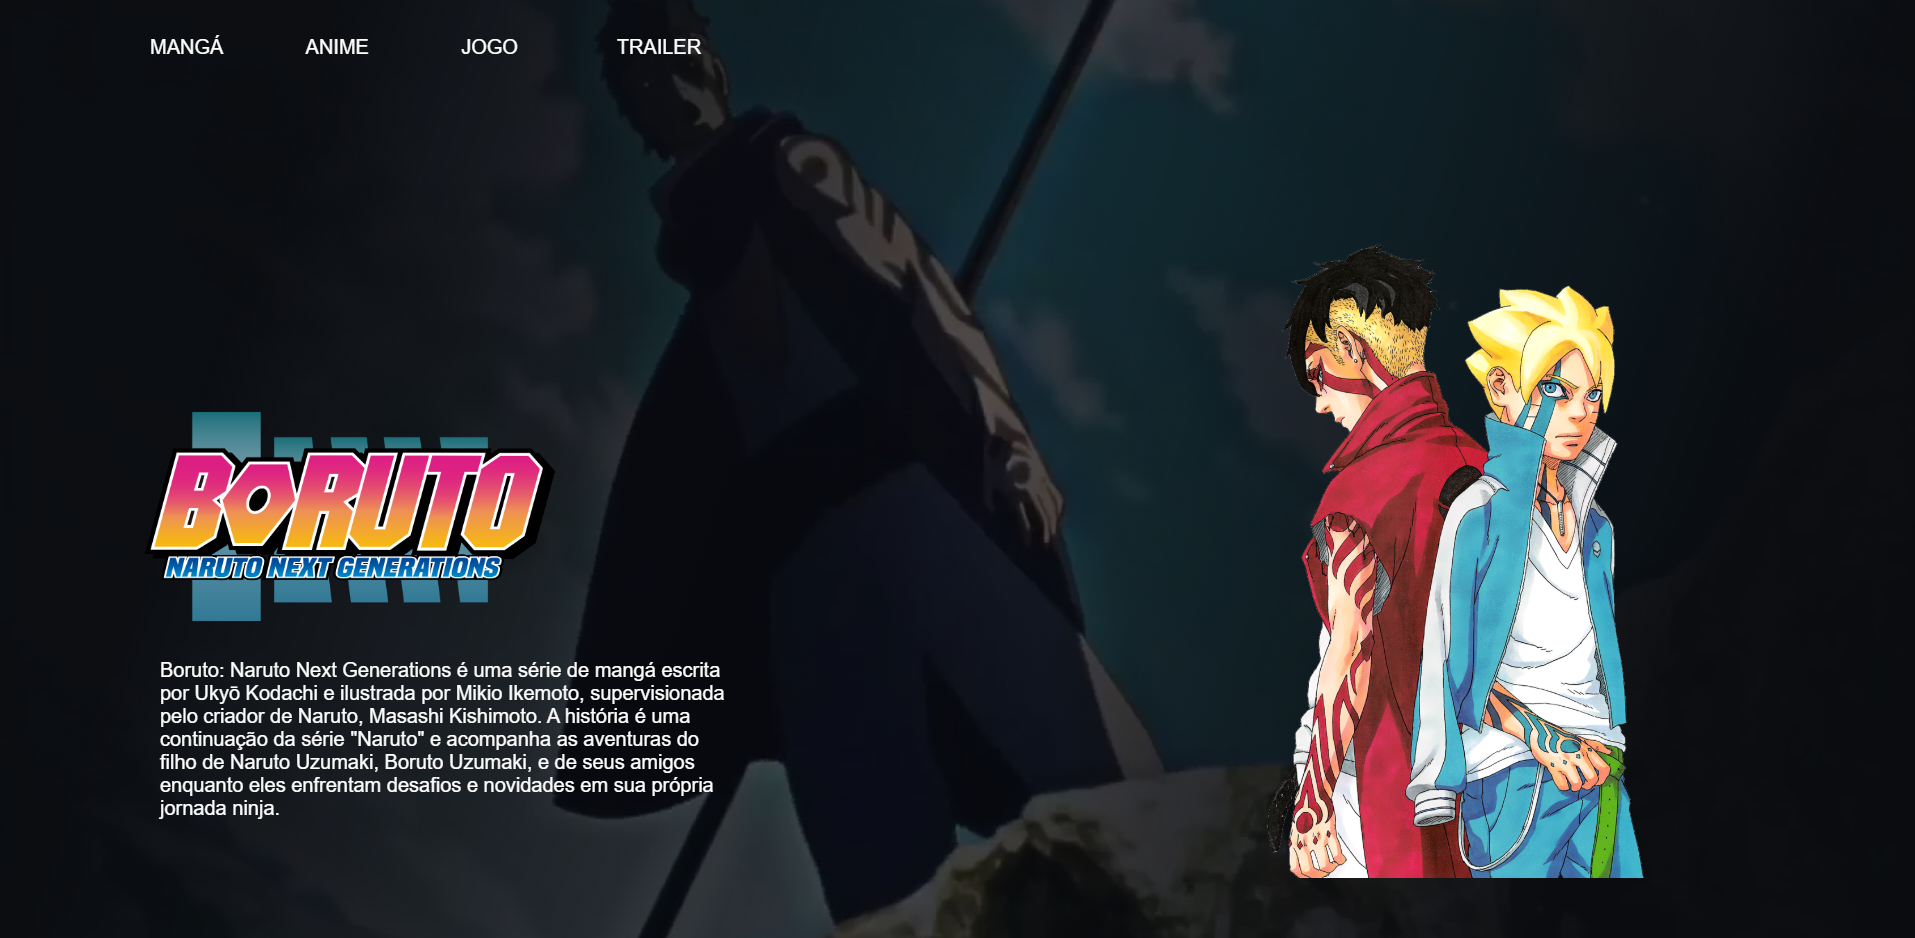 MANGÁ ANIME JOGO TRAILER
BORUTO
NARUTO NEXT GENERATIONS
Boruto: Naruto Next Generations é uma série de mangá escrita
por Ukyō Kodachi e ilustrada por Mikio Ikemoto, supervisionada
pelo criador de Naruto, Masashi Kishimoto. A história é uma
continuação da série "Naruto" e acompanha as aventuras do
filho de Naruto Uzumaki, Boruto Uzumaki, e de seus amigos
enquanto eles enfrentam desafios e novidades em sua própria
jornada ninja.